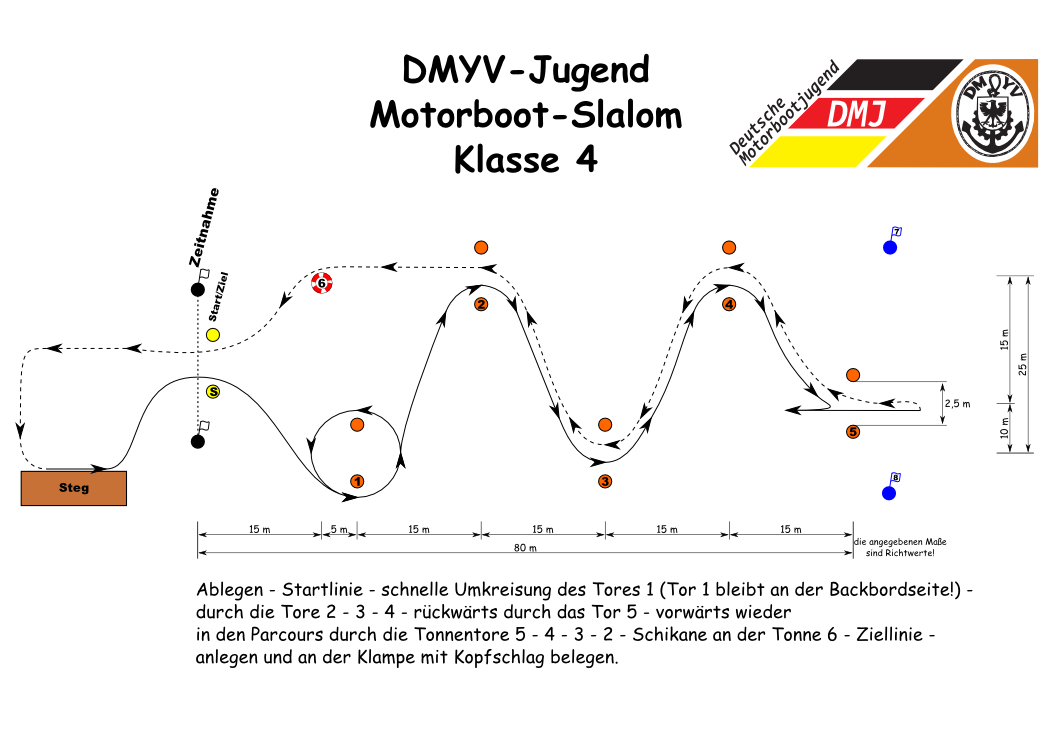 DMYV-Jugend
Motorboot-Slalom
Klasse 4
Deutsche
Motorbootjugend
DMJ
DMYV
Zeitnahme
Start/Ziel
7
6
2
4
S
5
1
3
8
Steg
15 m
25 m
2,5 m
10 m
15 m
5 m
15 m
15 m
15 m
15 m
80 m
die angegebenen Maße
sind Richtwerte!
Ablegen - Startlinie - schnelle Umkreisung des Tores 1 (Tor 1 bleibt an der Backbordseite!) -
durch die Tore 2 - 3 - 4 - rückwärts durch das Tor 5 - vorwärts wieder
in den Parcours durch die Tonnentore 5 - 4 - 3 - 2 - Schikane an der Tonne 6 - Ziellinie -
anlegen und an der Klampe mit Kopfschlag belegen.